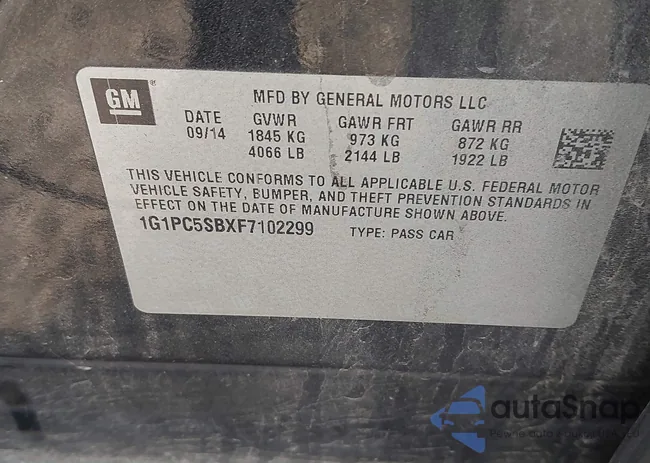 GM
MFD BY GENERAL MOTORS LLC
DATE GVWR GAWR FRT GAWR RR
09/14 1845 KG 973 KG 872 KG
4066 LB 2144 LB 1922 LB
THIS VEHICLE CONFORMS TO ALL APPLICABLE U.S. FEDERAL MOTOR
VEHICLE SAFETY, BUMPER, AND THEFT PREVENTION STANDARDS IN
EFFECT ON THE DATE OF MANUFACTURE SHOWN ABOVE.
1G1PC5SBXF7102299 TYPE: PASS CAR
autaSnap